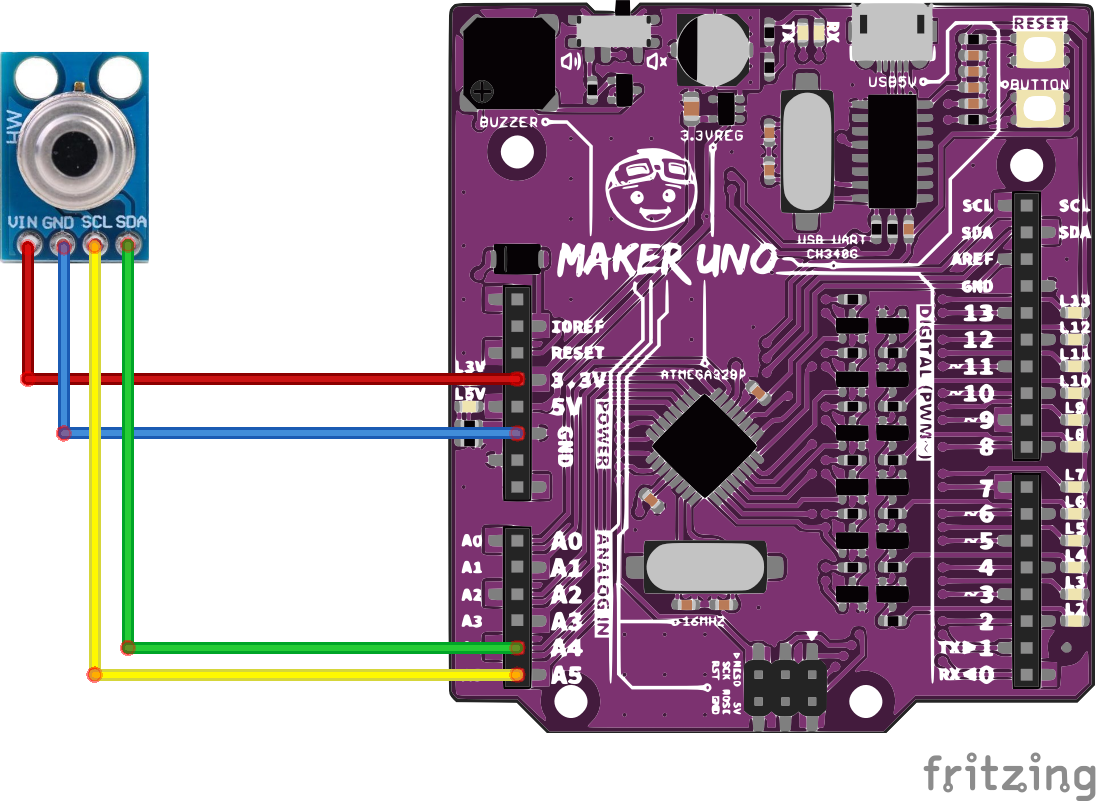 HW
VIN GND SCL SDA
TX RX
RESET
USB5V
BUTTON
BUZZER
3.3VREG
SCL SCL
SDA SDA
AREF
GND
USB UART
CH340G
MAKER UNO
IOREF
RESET
L3V
3.3V
L5V
5V
GND
POWER
ATMEGA328P
DIGITAL (PWM~)
13 L13
12 L12
~11 L11
~10 L10
~9 L9
8 L8
7 L7
~6 L6
~5 L5
4 L4
~3 L3
2 L2
TX▶1
RX◀0
A0 A0
A1 A1
A2 A2
A3 A3
A4
A5
ANALOG IN
16MHZ
MISO
SCK
RST
5V
MOSI
GND
fritzing